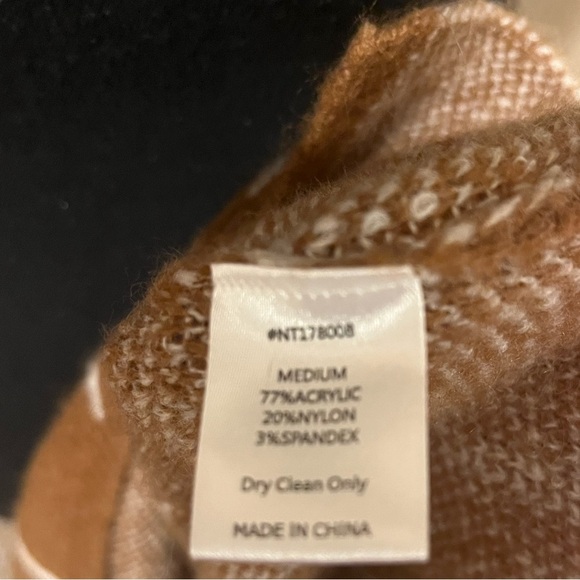 #NT178008
MEDIUM
77%ACRYLIC
20%NYLON
3%SPANDEX
Dry Clean Only
MADE IN CHINA